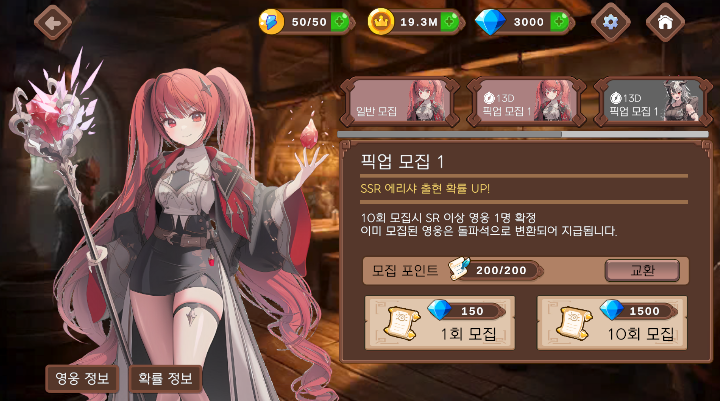 50/50
19.3M
3000
일반 모집
13D
픽업 모집 1
13D
픽업 모집 1
픽업 모집 1
SSR 에리샤 출현 확률 UP!
10회 모집시 SR 이상 영웅 1명 확정
이미 모집된 영웅은 돌파석으로 변환되어 지급됩니다.
모집 포인트 200/200 교환
150
1회 모집
1500
10회 모집
영웅 정보 확률 정보